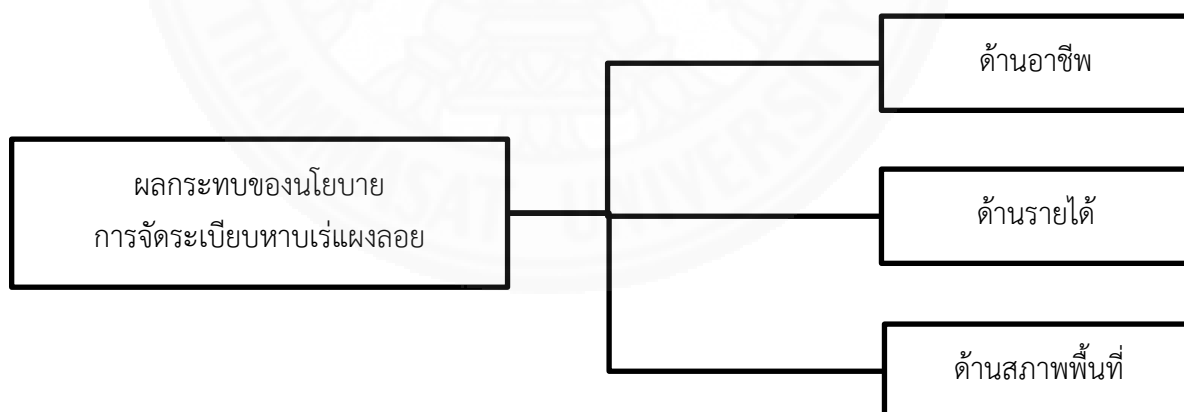 ด้านอาชีพ
ผลกระทบของนโยบาย
การจัดระเบียบหาบเร่แผงลอย
ด้านรายได้
ด้านสภาพพื้นที่
THAMMASAT UNIVERSITY